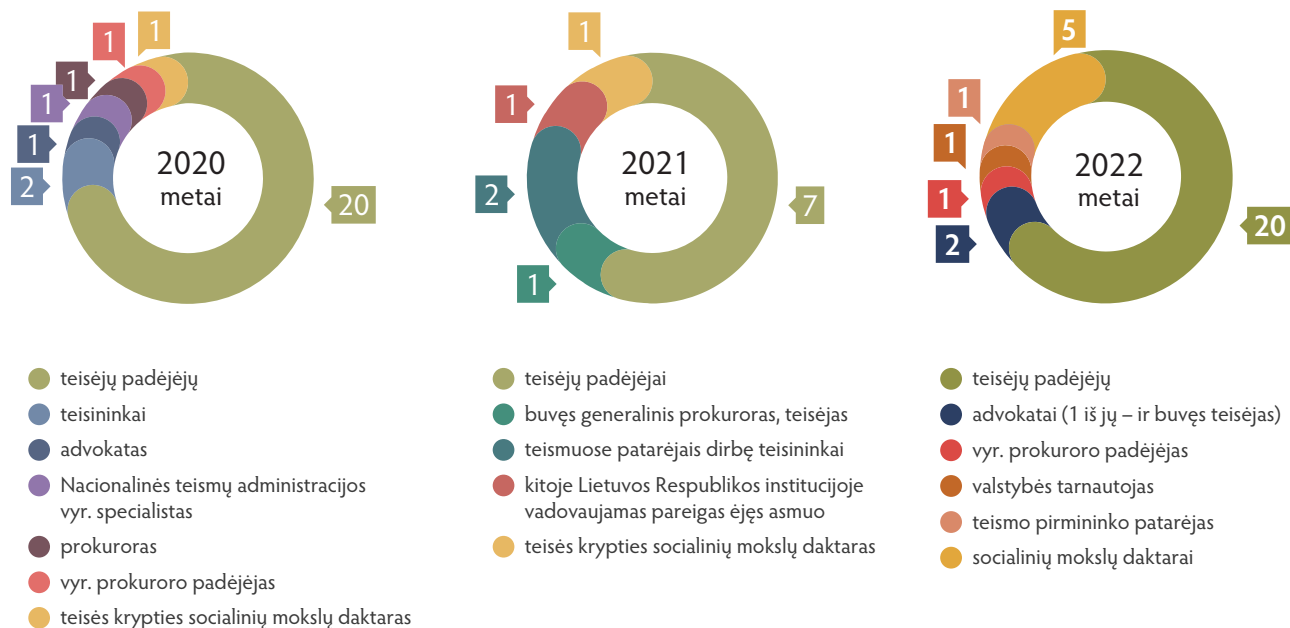 1
1
1
1
1
2
20
2020
metai
teisėjų padėjėjų
teisininkai
advokatas
Nacionalinės teismų administracijos
vyr. specialistas
prokuroras
vyr. prokuroro padėjėjas
teisės krypties socialinių mokslų daktaras
1
1
2
1
7
2021
metai
teisėjų padėjėjai
buvęs generalinis prokuroras, teisėjas
teismuose patarėjais dirbę teisininkai
kitoje Lietuvos Respublikos institucijoje
vadovaujamas pareigas ėjęs asmuo
teisės krypties socialinių mokslų daktaras
5
1
1
1
2
20
2022
metai
teisėjų padėjėjų
advokatai (1 iš jų – ir buvęs teisėjas)
vyr. prokuroro padėjėjas
valstybės tarnautojas
teismo pirmininko patarėjas
socialinių mokslų daktarai